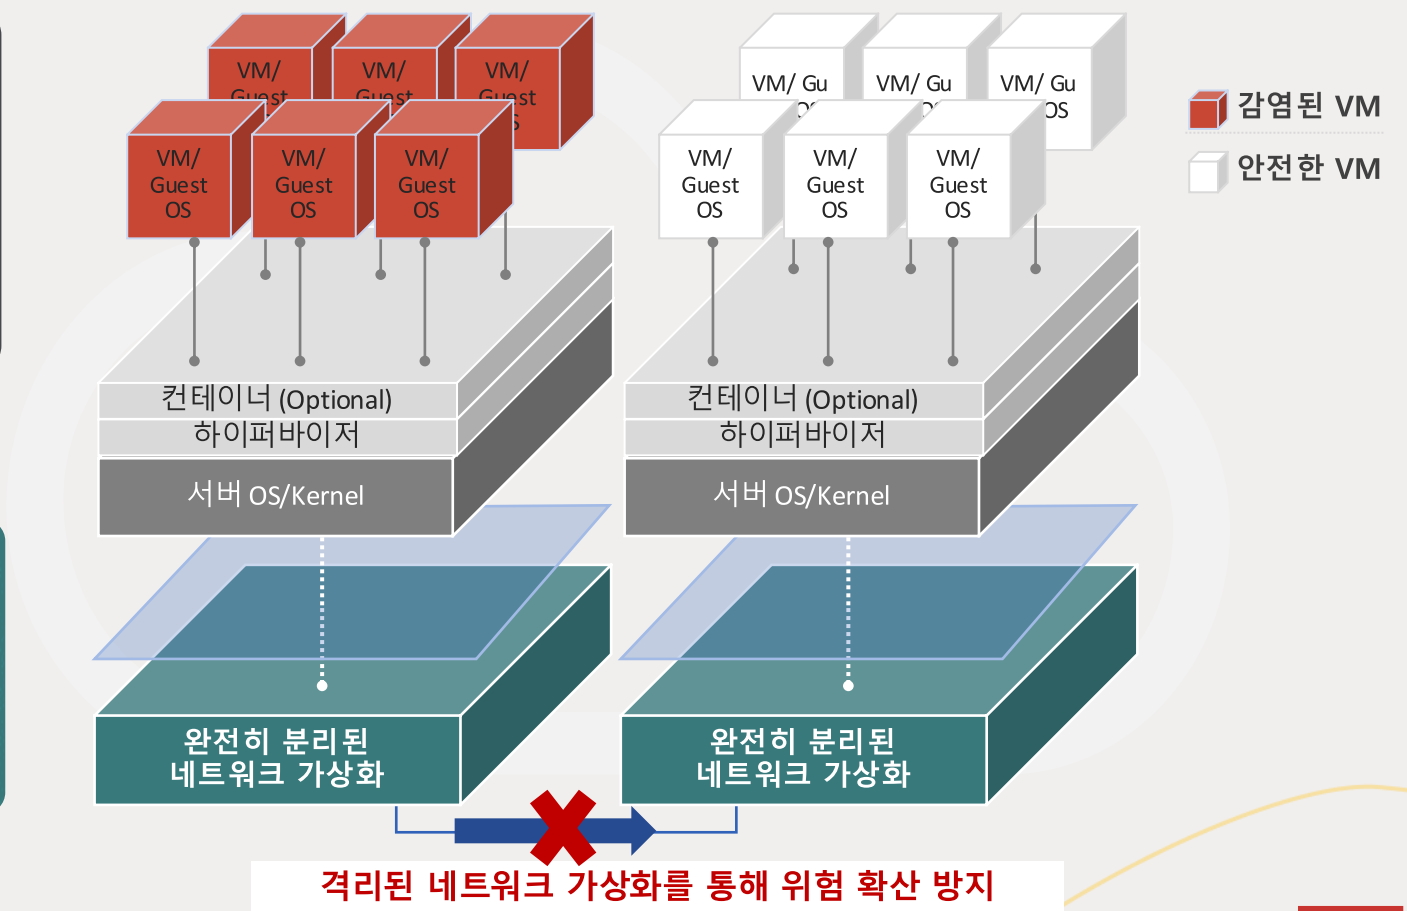 VM/
Guest
VM/
Guest
VM/
Guest
S
VM/
Guest
OS
VM/
Guest
OS
VM/
Guest
OS
컨테이너 (Optional)
하이퍼바이저
서버 OS/Kernel
완전히 분리된
네트워크 가상화
VM/ Gu
VM/ Gu
VM/ Gu
OS
VM/
Guest
OS
VM/
Guest
OS
VM/
Guest
OS
컨테이너 (Optional)
하이퍼바이저
서버 OS/Kernel
완전히 분리된
네트워크 가상화
감염된 VM
안전한 VM
격리된 네트워크 가상화를 통해 위험 확산 방지